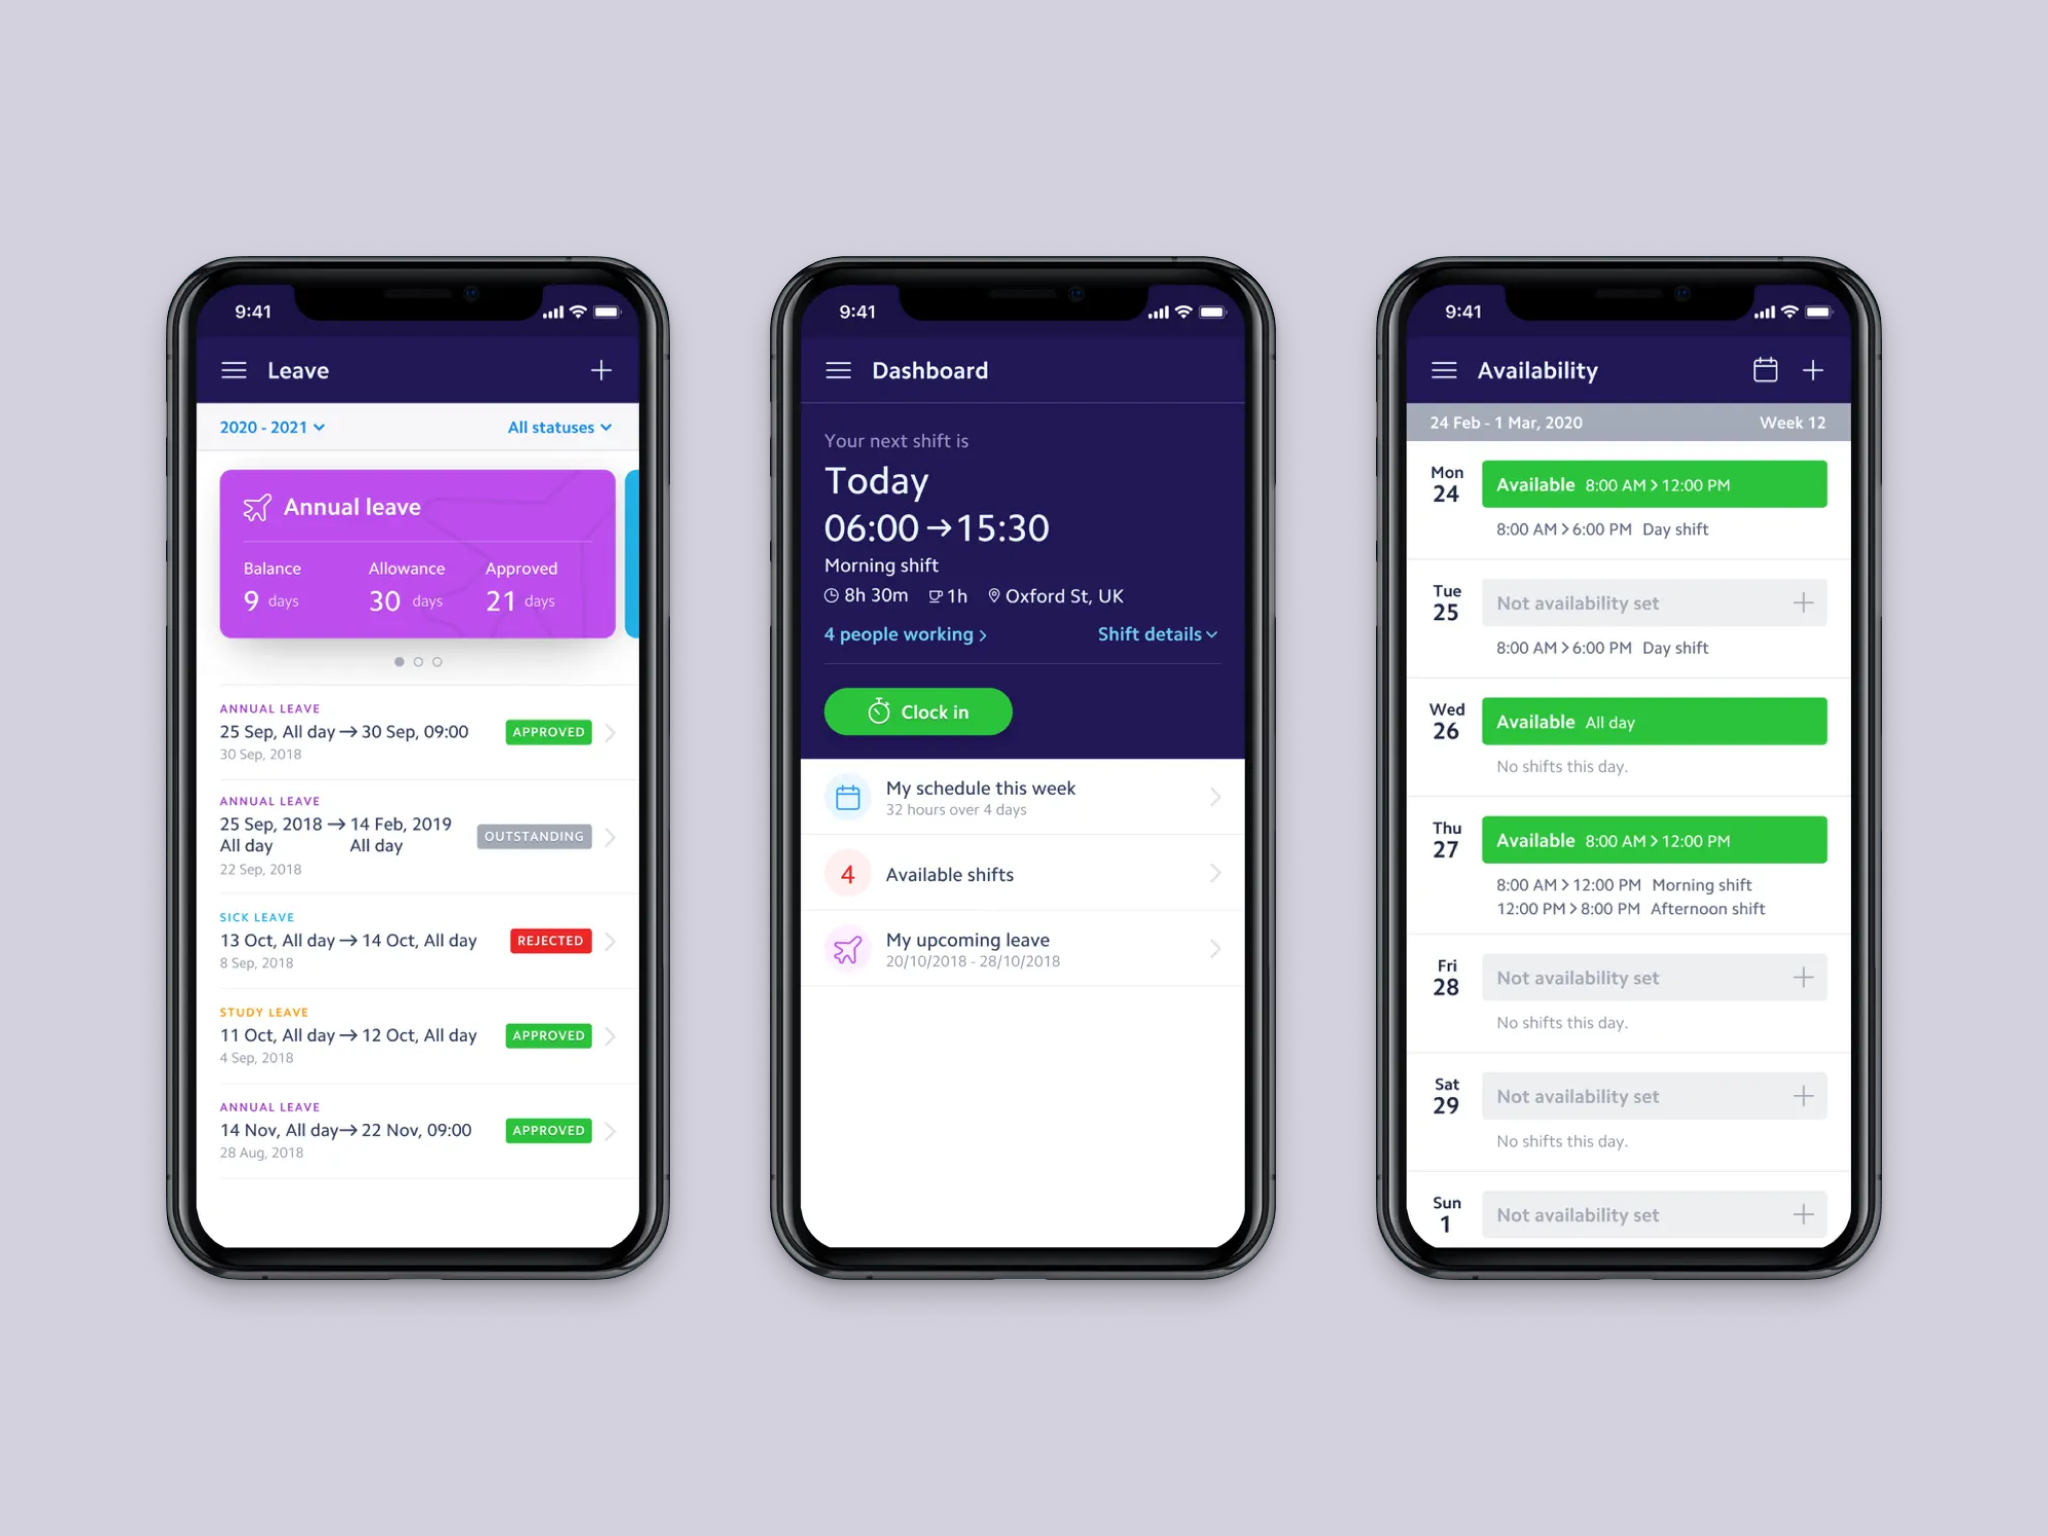 9:41
Leave
2020 - 2021
All statuses
Annual leave
Balance
Allowance
Approved
9 days
30 days
21 days
ANNUAL LEAVE
25 Sep, All day → 30 Sep, 09:00
APPROVED
30 Sep, 2018
ANNUAL LEAVE
25 Sep, 2018 → 14 Feb, 2019
All day
All day
OUTSTANDING
22 Sep, 2018
SICK LEAVE
13 Oct, All day → 14 Oct, All day
REJECTED
8 Sep, 2018
STUDY LEAVE
11 Oct, All day → 12 Oct, All day
APPROVED
4 Sep, 2018
ANNUAL LEAVE
14 Nov, All day→ 22 Nov, 09:00
APPROVED
28 Aug, 2018
9:41
Dashboard
Your next shift is
Today
06:00 → 15:30
Morning shift
8h 30m
1h
Oxford St, UK
4 people working >
Shift details
Clock in
My schedule this week
32 hours over 4 days
4
Available shifts
My upcoming leave
20/10/2018 - 28/10/2018
9:41
Availability
24 Feb - 1 Mar, 2020
Week 12
Mon
24
Available 8:00 AM > 12:00 PM
8:00 AM > 6:00 PM Day shift
Tue
25
Not availability set
8:00 AM > 6:00 PM Day shift
Wed
26
Available All day
No shifts this day.
Thu
27
Available 8:00 AM > 12:00 PM
8:00 AM > 12:00 PM Morning shift
12:00 PM > 8:00 PM Afternoon shift
Fri
28
Not availability set
No shifts this day.
Sat
29
Not availability set
No shifts this day.
Sun
1
Not availability set